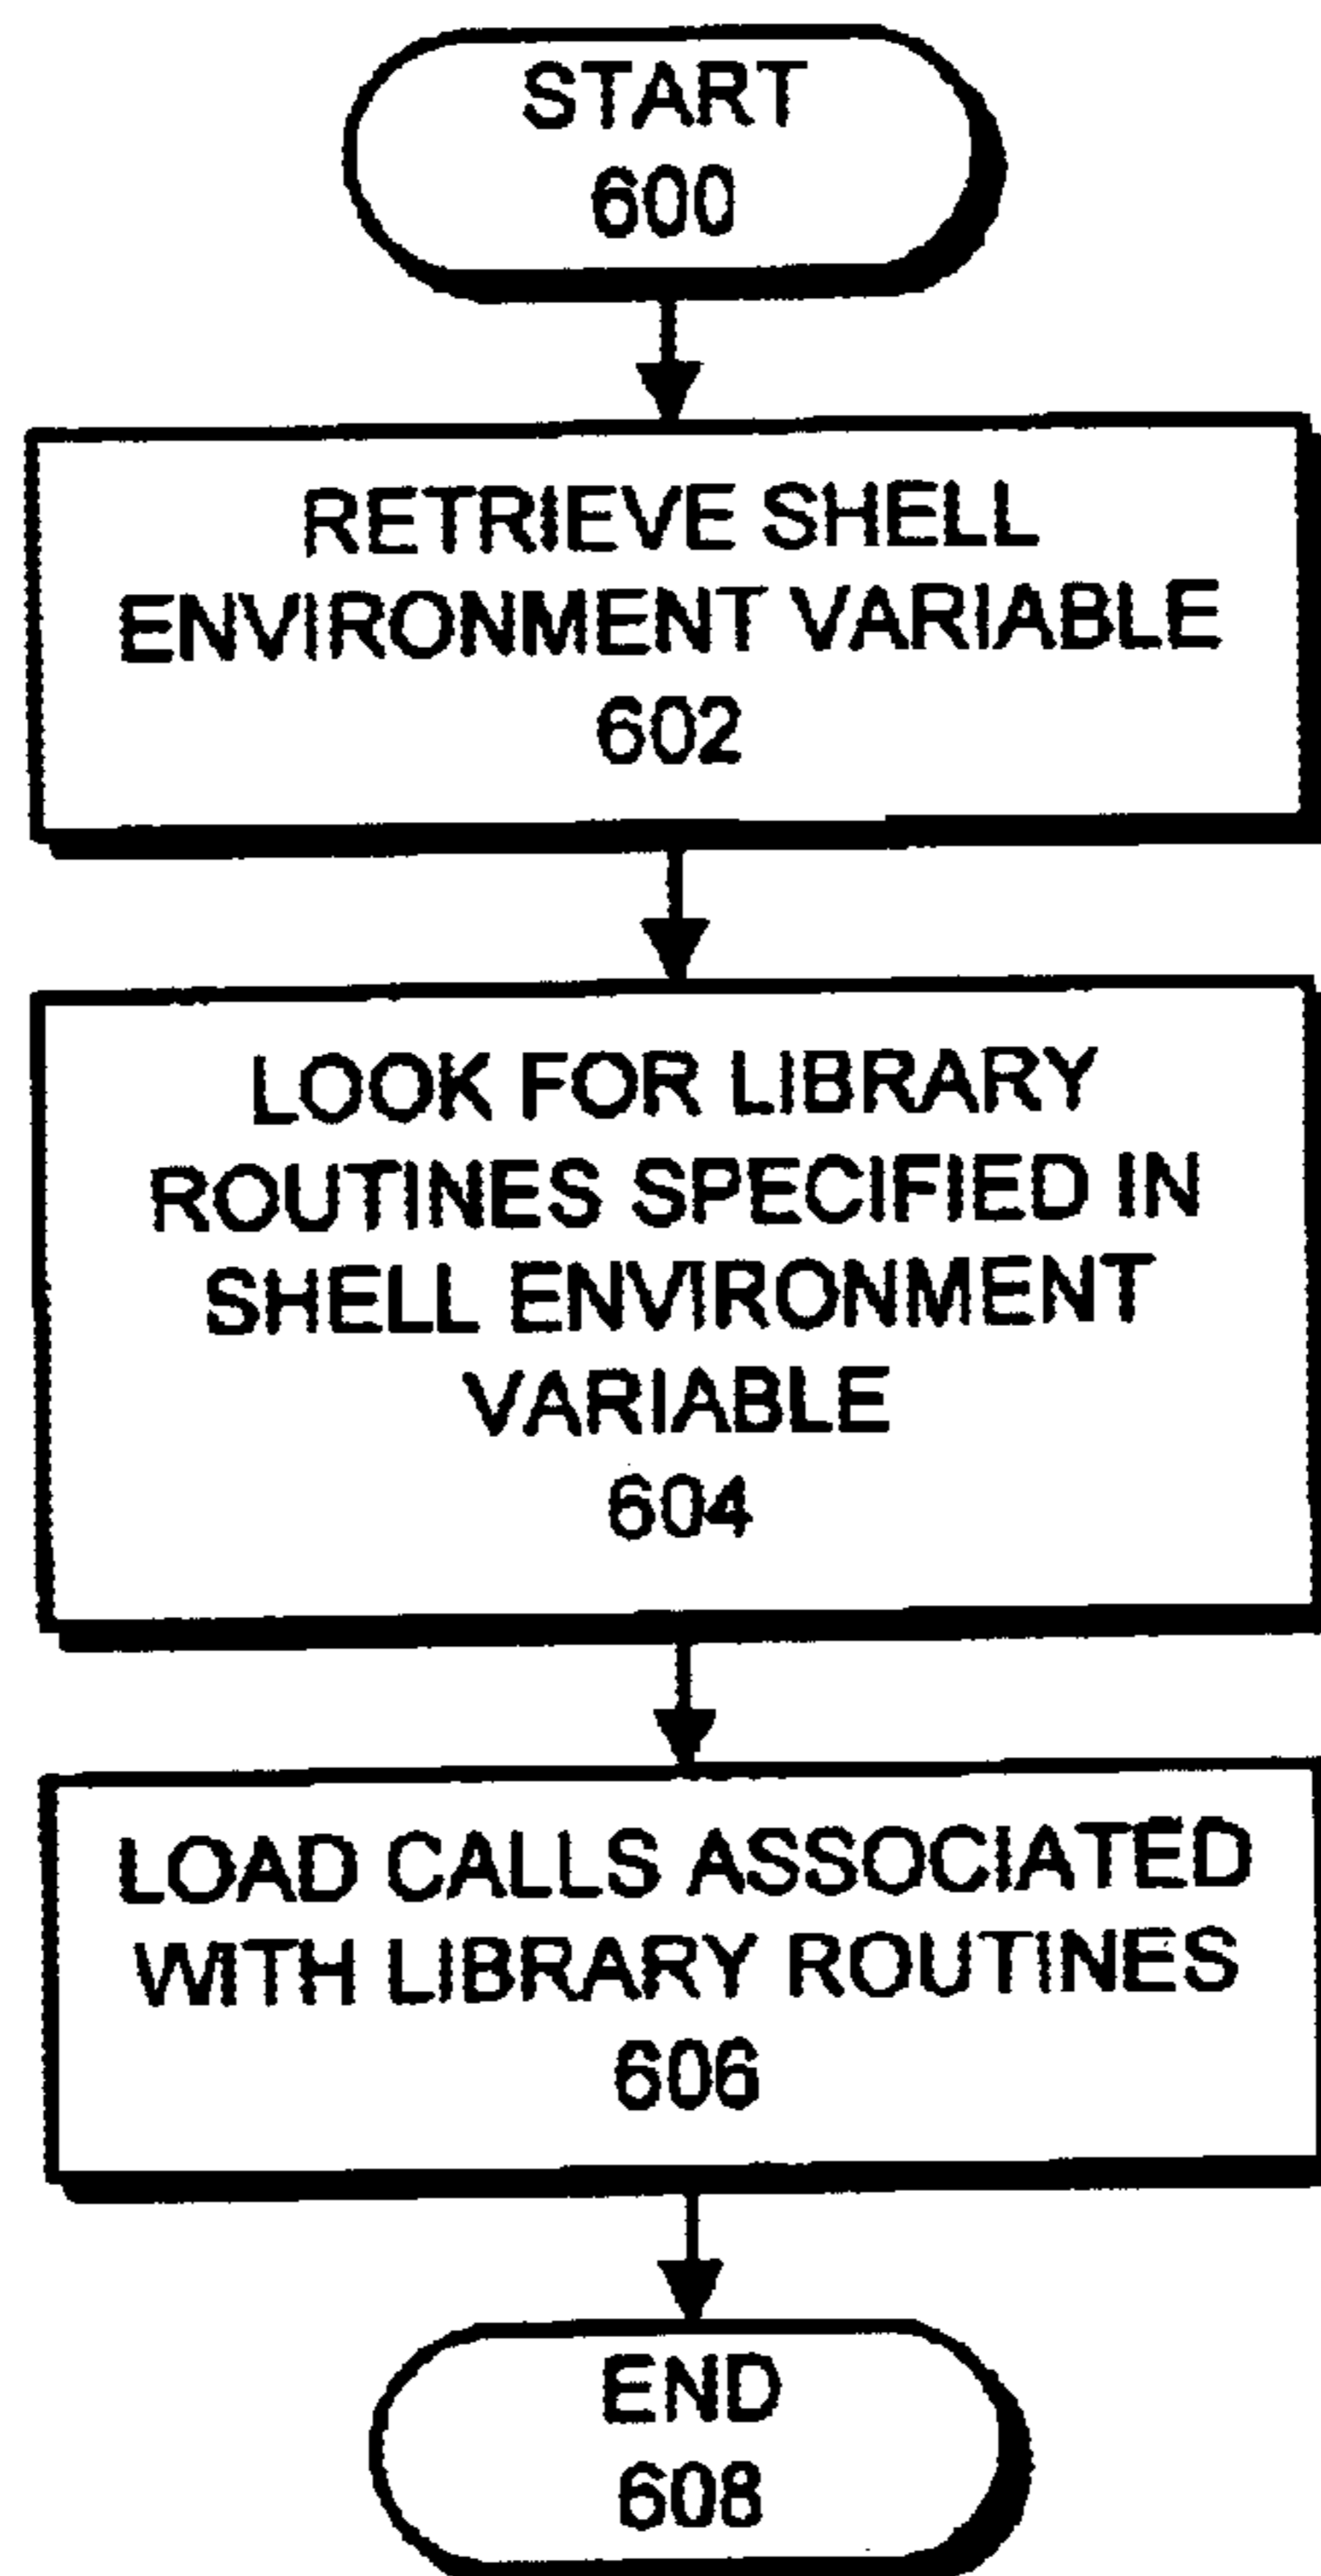 START
600
RETRIEVE SHELL
ENVIRONMENT VARIABLE
602
LOOK FOR LIBRARY
ROUTINES SPECIFIED IN
SHELL ENVIRONMENT
VARIABLE
604
LOAD CALLS ASSOCIATED
WITH LIBRARY ROUTINES
606
END
608